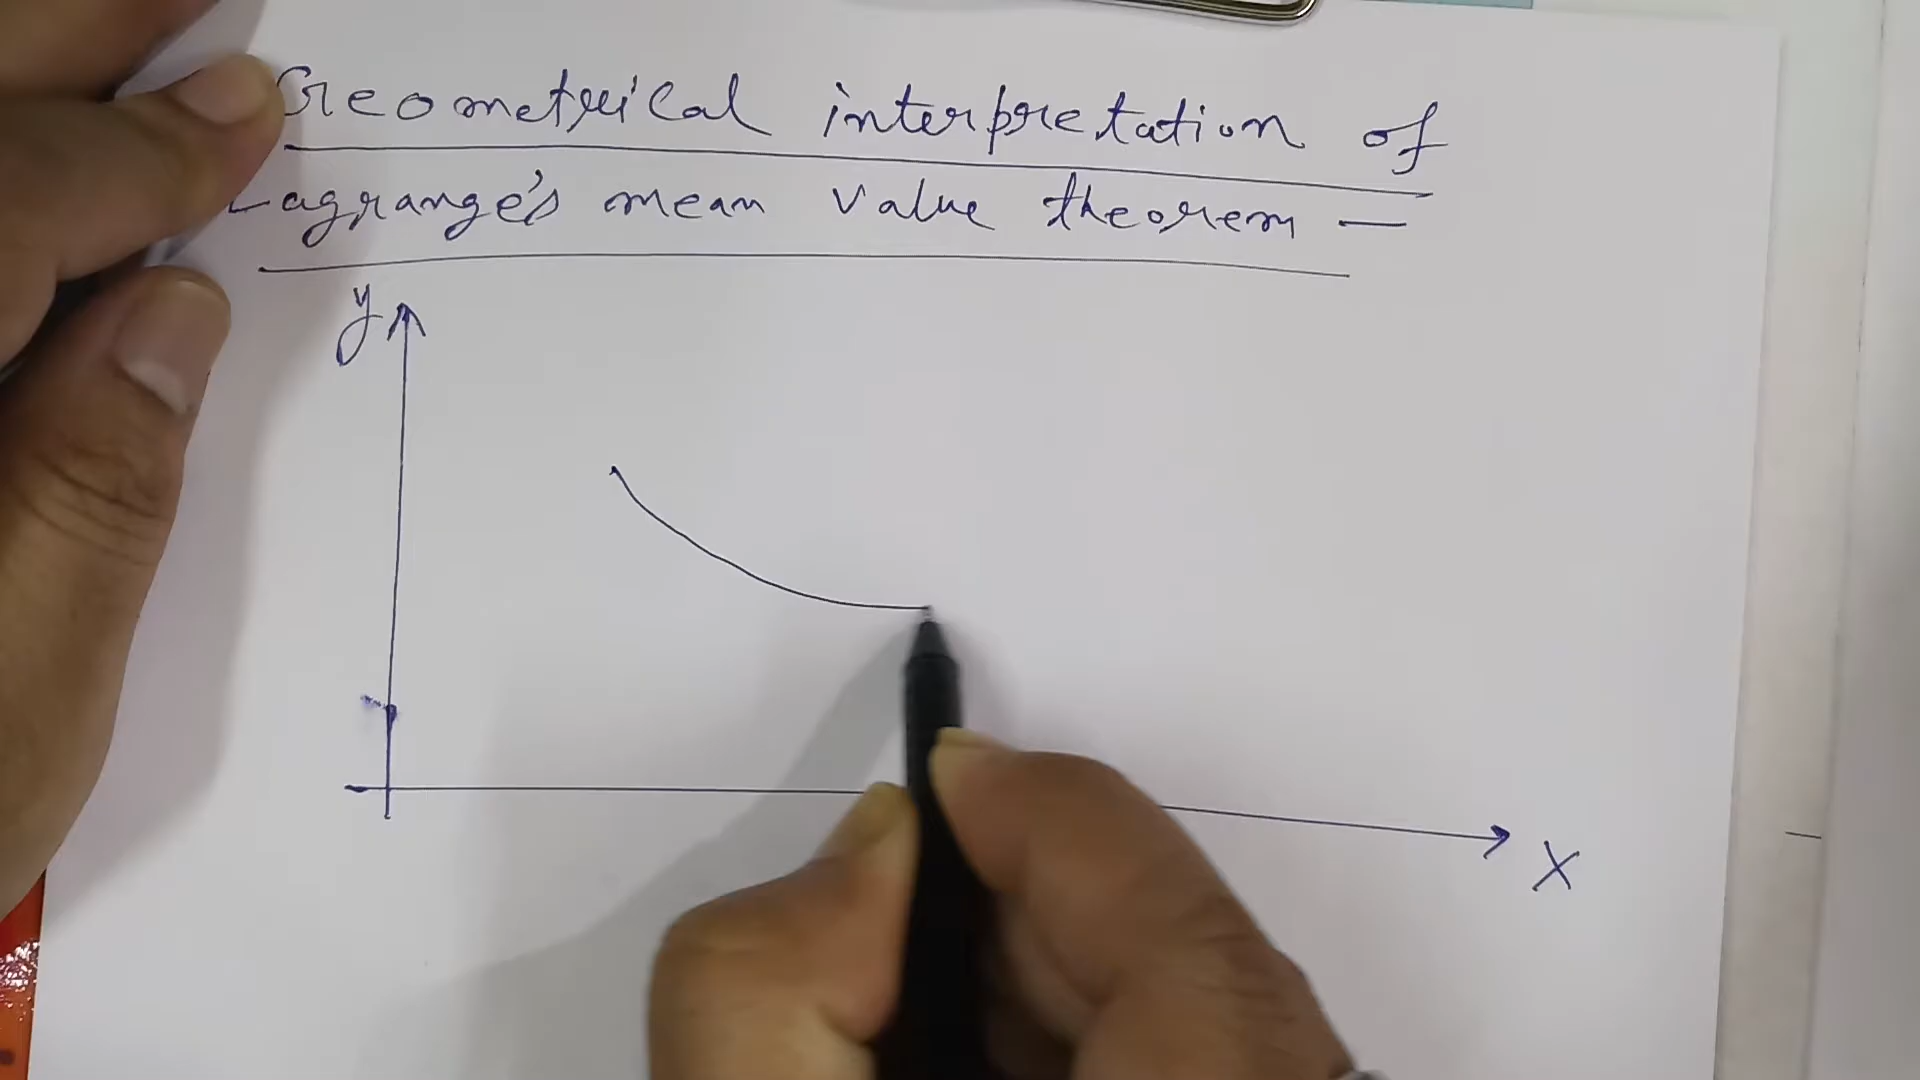 Geometrical interpretation of
Lagrange's mean value theorem —
y
X